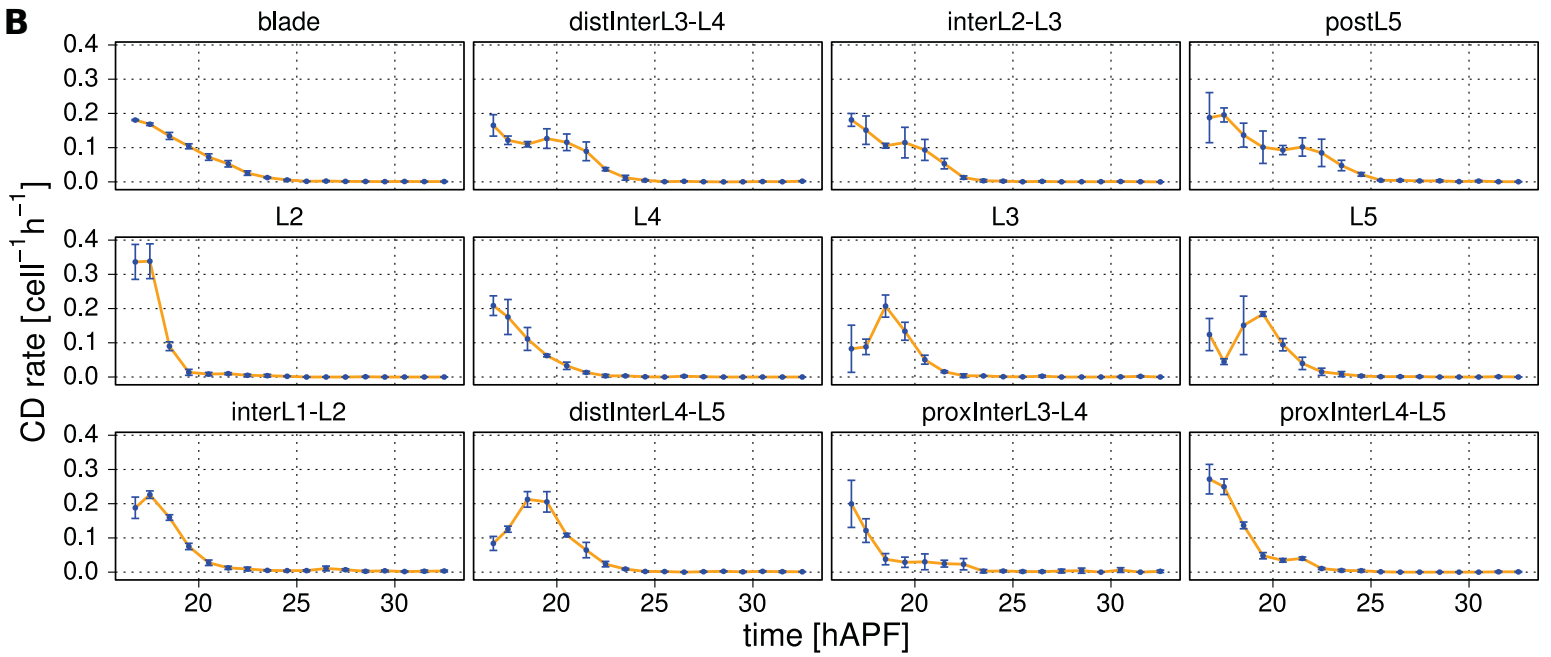 B
blade distInterL3-L4 interL2-L3 postL5
0.4
0.3
0.2
0.1
0.0
L2 L4 L3 L5
0.4
0.3
0.2
0.1
0.0
interL1-L2 distInterL4-L5 proxInterL3-L4 proxInterL4-L5
0.4
0.3
0.2
0.1
0.0
20 25 30 20 25 30 20 25 30 20 25 30
CD rate [cell⁻¹h⁻¹]
time [hAPF]